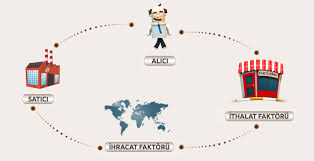 ALICI
SATICI
İTHALAT FAKTÖRÜ
İHRACAT FAKTÖRÜ